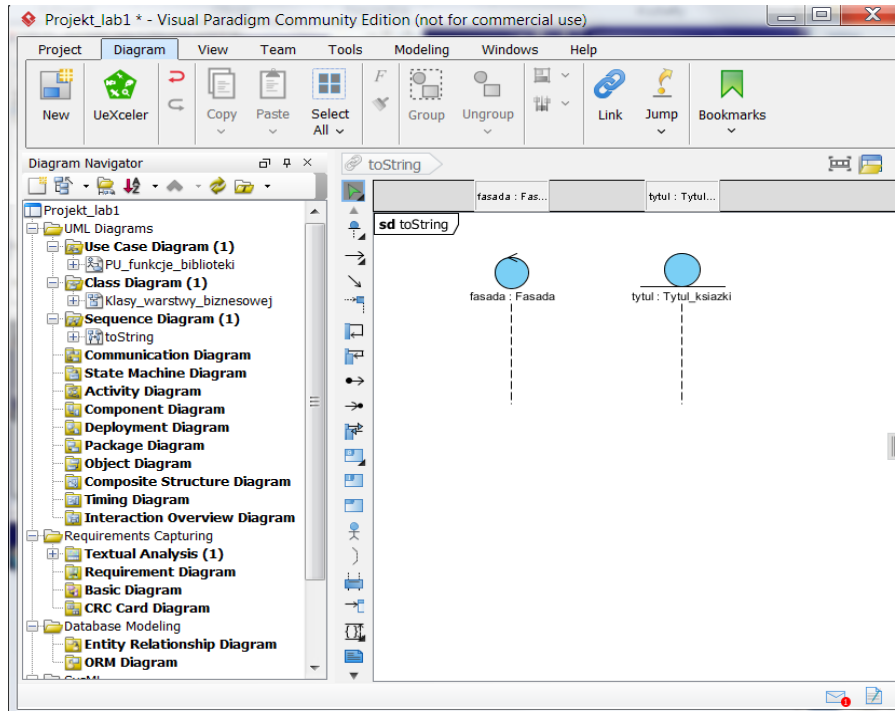 Projekt_lab1 * - Visual Paradigm Community Edition (not for commercial use)
Project Diagram View Team Tools Modeling Windows Help
New UeXceler Copy Paste Select All F Group Ungroup Link Jump Bookmarks
Diagram Navigator
toString
Projekt_lab1
UML Diagrams
Use Case Diagram (1)
PU_funkcje_biblioteki
Class Diagram (1)
Klasy_warstwy_biznesowej
Sequence Diagram (1)
toString
Communication Diagram
State Machine Diagram
Activity Diagram
Component Diagram
Deployment Diagram
Package Diagram
Object Diagram
Composite Structure Diagram
Timing Diagram
Interaction Overview Diagram
Requirements Capturing
Textual Analysis (1)
Requirement Diagram
Basic Diagram
CRC Card Diagram
Database Modeling
Entity Relationship Diagram
ORM Diagram
fasada : Fas... tytul : Tytul...
sd toString
fasada : Fasada tytul : Tytul_ksiazki